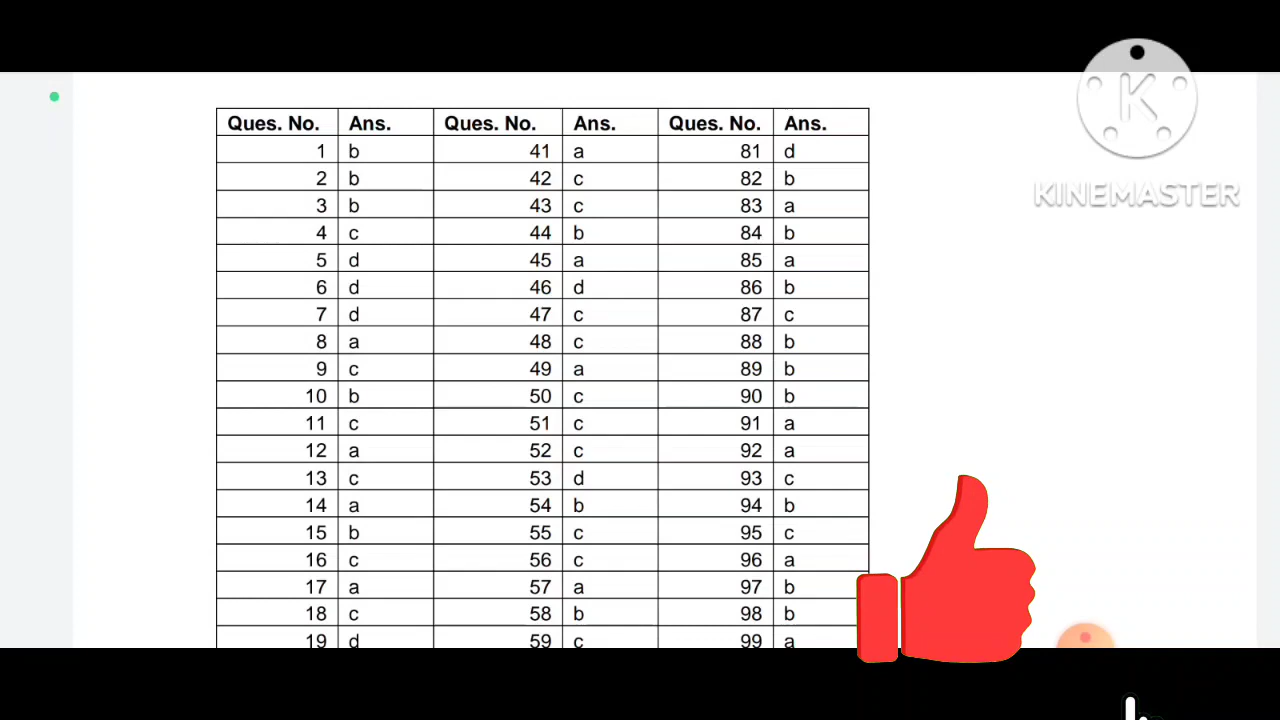 KINEMASTER
Ques. No. Ans. Ques. No. Ans. Ques. No. Ans.
1 b 41 a 81 d
2 b 42 c 82 b
3 b 43 c 83 a
4 c 44 b 84 b
5 d 45 a 85 a
6 d 46 d 86 b
7 d 47 c 87 c
8 a 48 c 88 b
9 c 49 a 89 b
10 b 50 c 90 b
11 c 51 c 91 a
12 a 52 c 92 a
13 c 53 d 93 c
14 a 54 b 94 b
15 b 55 c 95 c
16 c 56 c 96 a
17 a 57 a 97 b
18 c 58 b 98 b
19 d 59 c 99 a